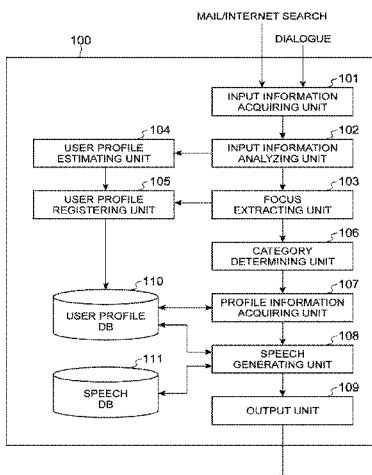 MAIL/INTERNET SEARCH
DIALOGUE
100
101
INPUT INFORMATION
ACQUIRING UNIT
104
USER PROFILE
ESTIMATING UNIT
102
INPUT INFORMATION
ANALYZING UNIT
105
USER PROFILE
REGISTERING UNIT
103
FOCUS
EXTRACTING UNIT
106
CATEGORY
DETERMINING UNIT
110
USER PROFILE
DB
107
PROFILE INFORMATION
ACQUIRING UNIT
111
SPEECH
DB
108
SPEECH
GENERATING UNIT
109
OUTPUT UNIT